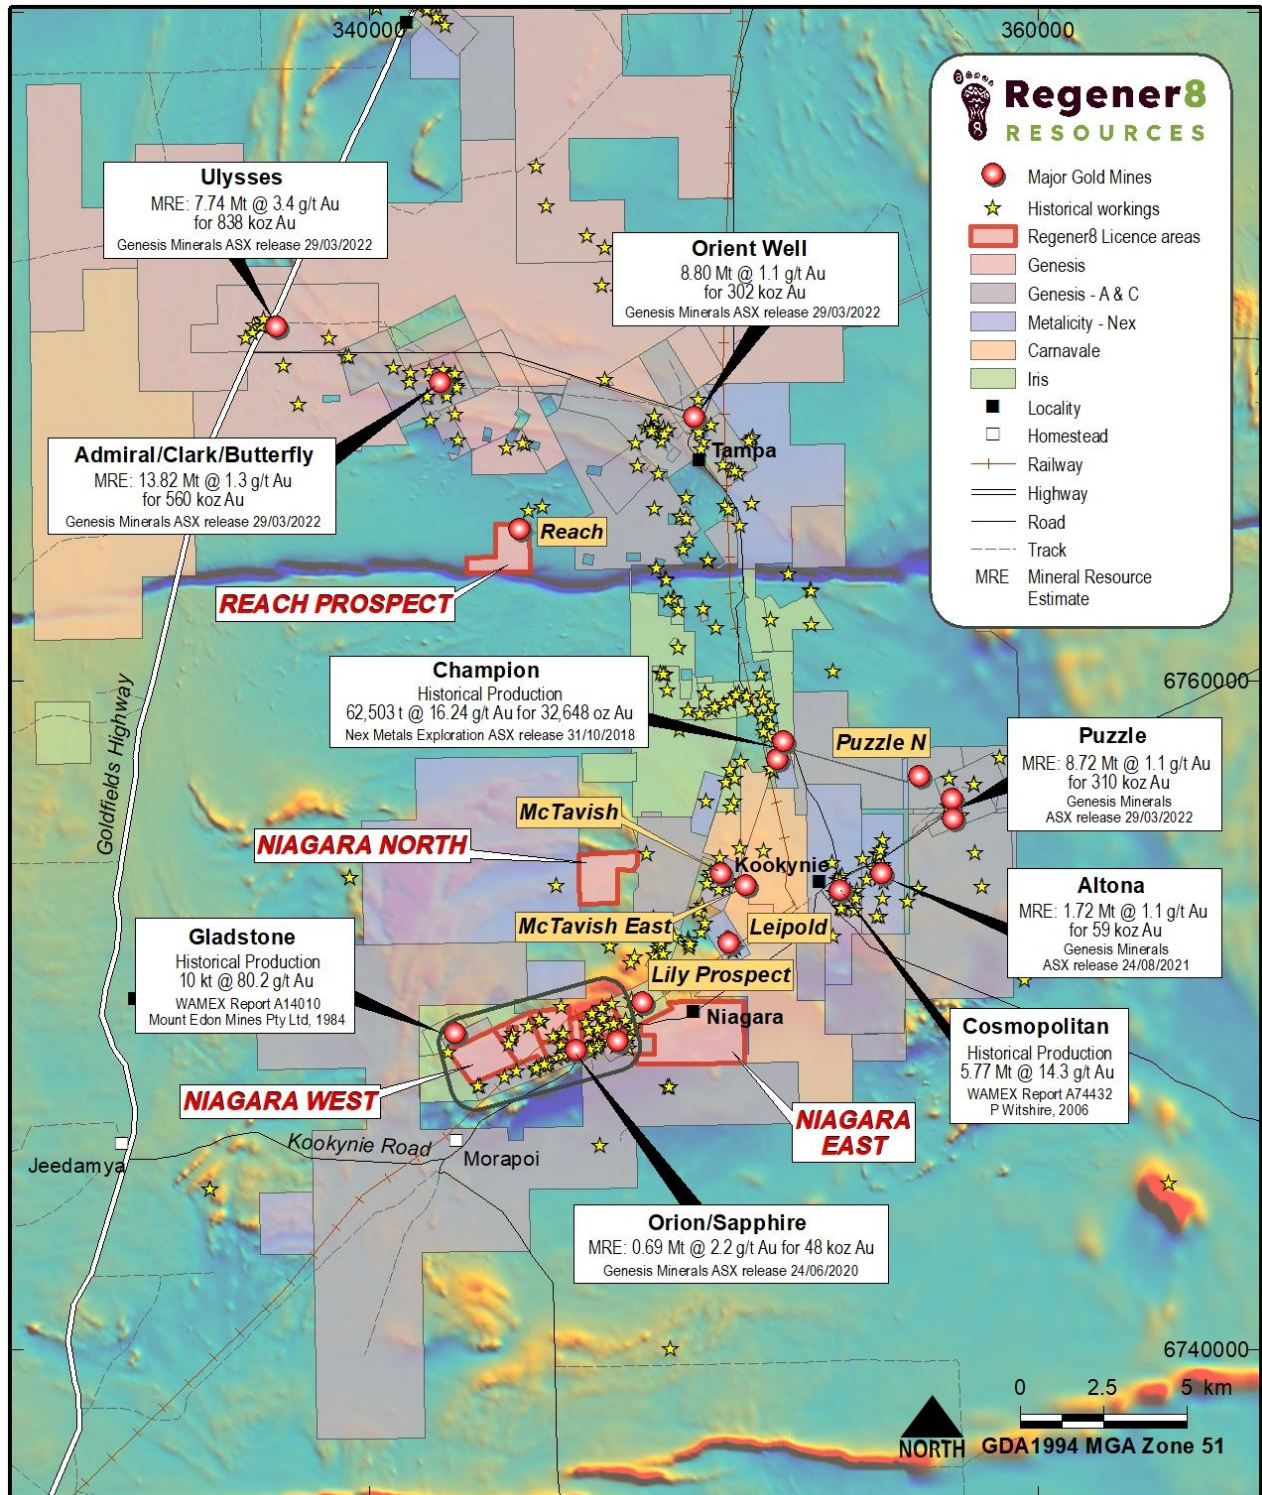 340000
360000
Regener8
RESOURCES
Major Gold Mines
Historical workings
Regener8 Licence areas
Genesis
Genesis - A & C
Metalicity - Nex
Carnavale
Iris
Locality
Homestead
Railway
Highway
Road
Track
MRE Mineral Resource
Estimate
Ulysses
MRE: 7.74 Mt @ 3.4 g/t Au
for 838 koz Au
Genesis Minerals ASX release 29/03/2022
Orient Well
8.80 Mt @ 1.1 g/t Au
for 302 koz Au
Genesis Minerals ASX release 29/03/2022
Admiral/Clark/Butterfly
MRE: 13.82 Mt @ 1.3 g/t Au
for 560 koz Au
Genesis Minerals ASX release 29/03/2022
Tampa
Reach
REACH PROSPECT
Champion
Historical Production
62,503 t @ 16.24 g/t Au for 32,648 oz Au
Nex Metals Exploration ASX release 31/10/2018
6760000
Goldfields Highway
Puzzle N
Puzzle
MRE: 8.72 Mt @ 1.1 g/t Au
for 310 koz Au
Genesis Minerals
ASX release 29/03/2022
McTavish
NIAGARA NORTH
Kookynie
Altona
MRE: 1.72 Mt @ 1.1 g/t Au
for 59 koz Au
Genesis Minerals
ASX release 24/08/2021
McTavish East
Leipold
Gladstone
Historical Production
10 kt @ 80.2 g/t Au
WAMEX Report A14010
Mount Edon Mines Pty Ltd, 1984
Lily Prospect
Niagara
Cosmopolitan
Historical Production
5.77 Mt @ 14.3 g/t Au
WAMEX Report A74432
P Witshire, 2006
NIAGARA WEST
NIAGARA
EAST
Kookynie Road
Jeedamya
Morapoi
Orion/Sapphire
MRE: 0.69 Mt @ 2.2 g/t Au for 48 koz Au
Genesis Minerals ASX release 24/06/2020
6740000
0 2.5 5 km
NORTH
GDA1994 MGA Zone 51